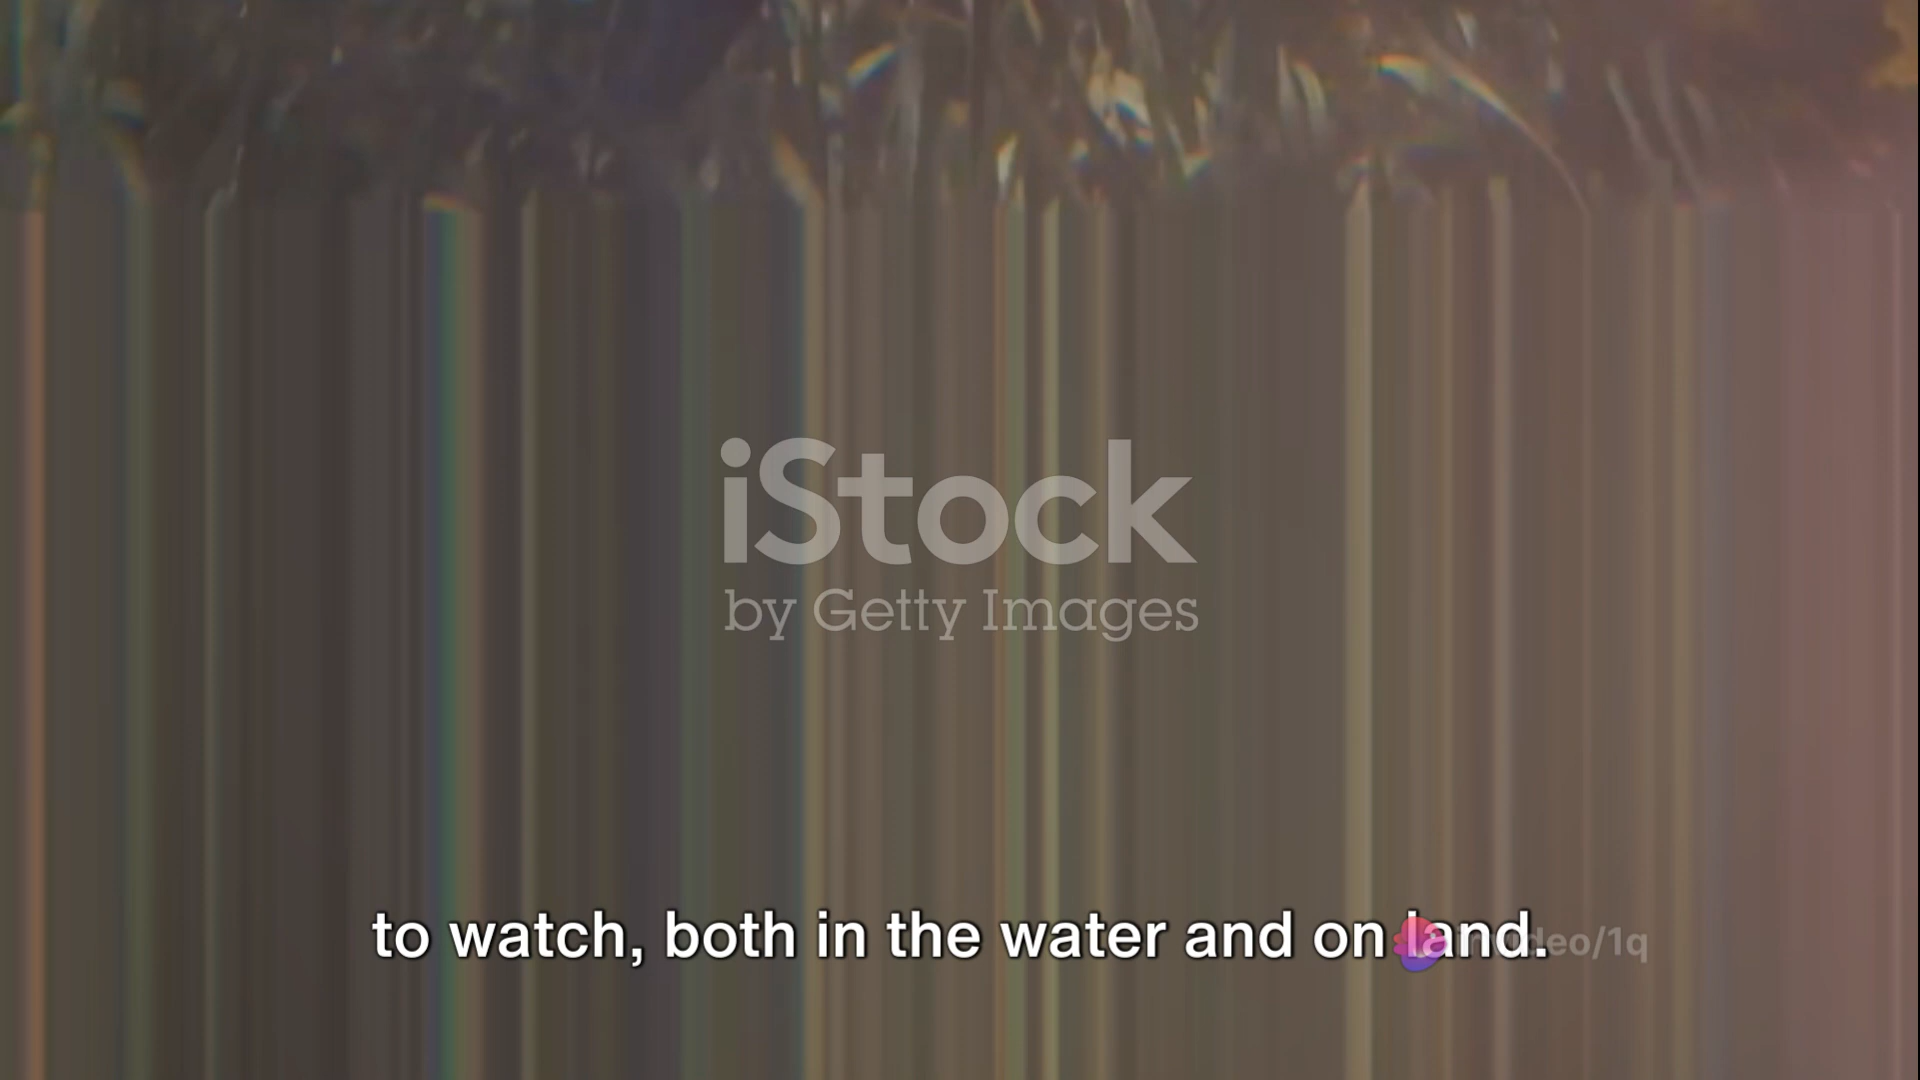 iStock
by Getty Images
to watch, both in the water and on land.